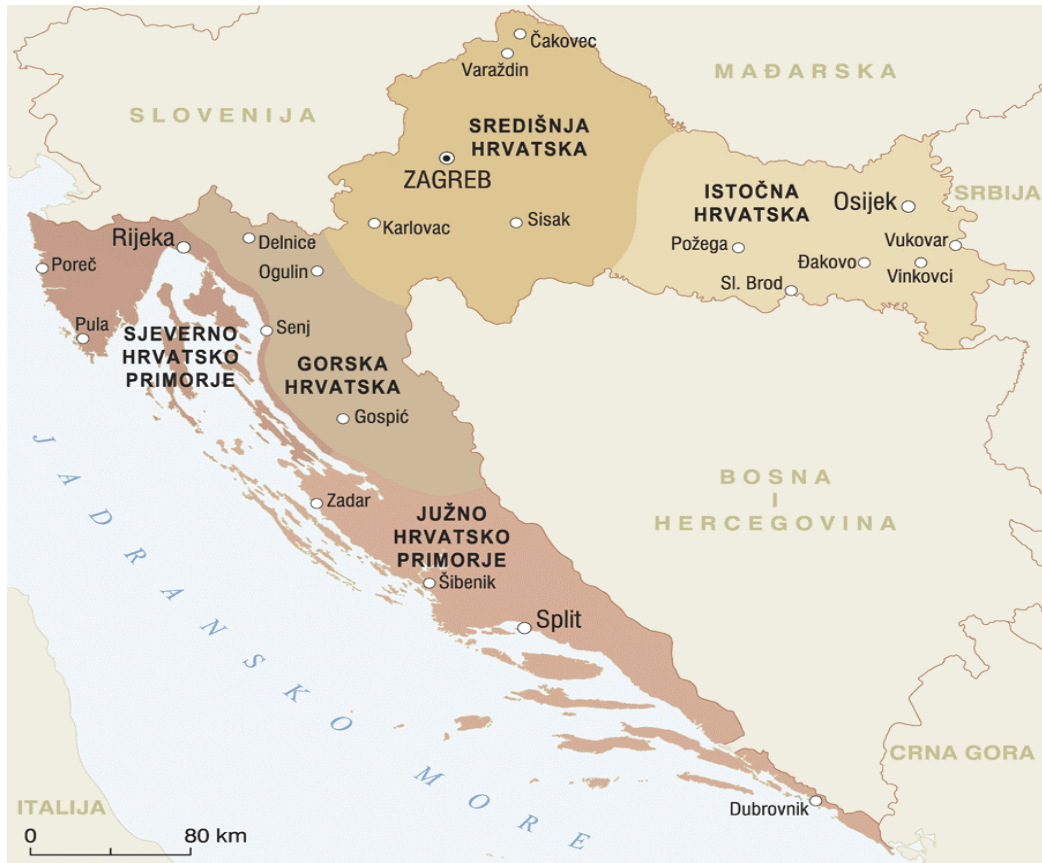 Čakovec
Varaždin
MAĐARSKA
SLOVENIJA
SREDIŠNJA
HRVATSKA
ZAGREB
ISTOČNA
HRVATSKA
SRBIJA
Osijek
Karlovac
Sisak
Rijeka
Delnice
Požega
Vukovar
Poreč
Ogulin
Đakovo
Vinkovci
Sl. Brod
Pula
Senj
SJEVERNO
HRVATSKO
PRIMORJE
GORSKA
HRVATSKA
Gospić
JADRANSKO MORE
BOSNA
I
HERCEGOVINA
Zadar
JUŽNO
HRVATSKO
PRIMORJE
Šibenik
Split
CRNA GORA
ITALIJA
Dubrovnik
0 80 km